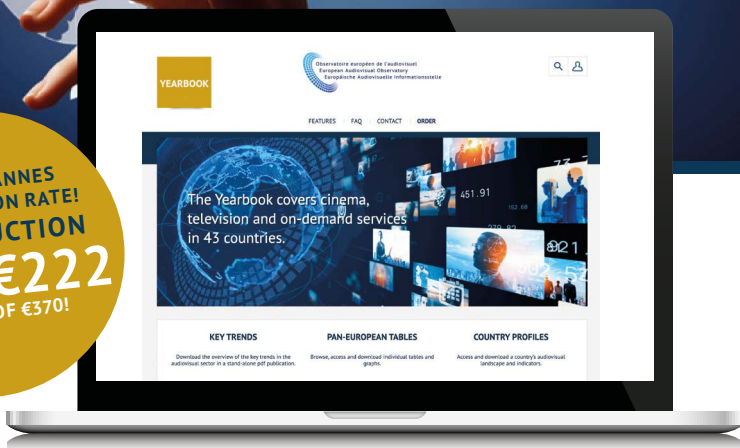 YEARBOOK
Observatoire européen de l'audiovisuel
European Audiovisual Observatory
Europäische Audiovisuelle Informationsstelle
FEATURES FAQ CONTACT ORDER
The Yearbook covers cinema,
television and on-demand services
in 43 countries.
451.91
KEY TRENDS
Download the overview of the key trends in the
audiovisual sector in a stand-alone pdf publication.
PAN-EUROPEAN TABLES
Browse, access and download individual tables and
graphs.
COUNTRY PROFILES
Access and download a country's audiovisual
landscape and indicators.
RATE!
€222
OF €370!